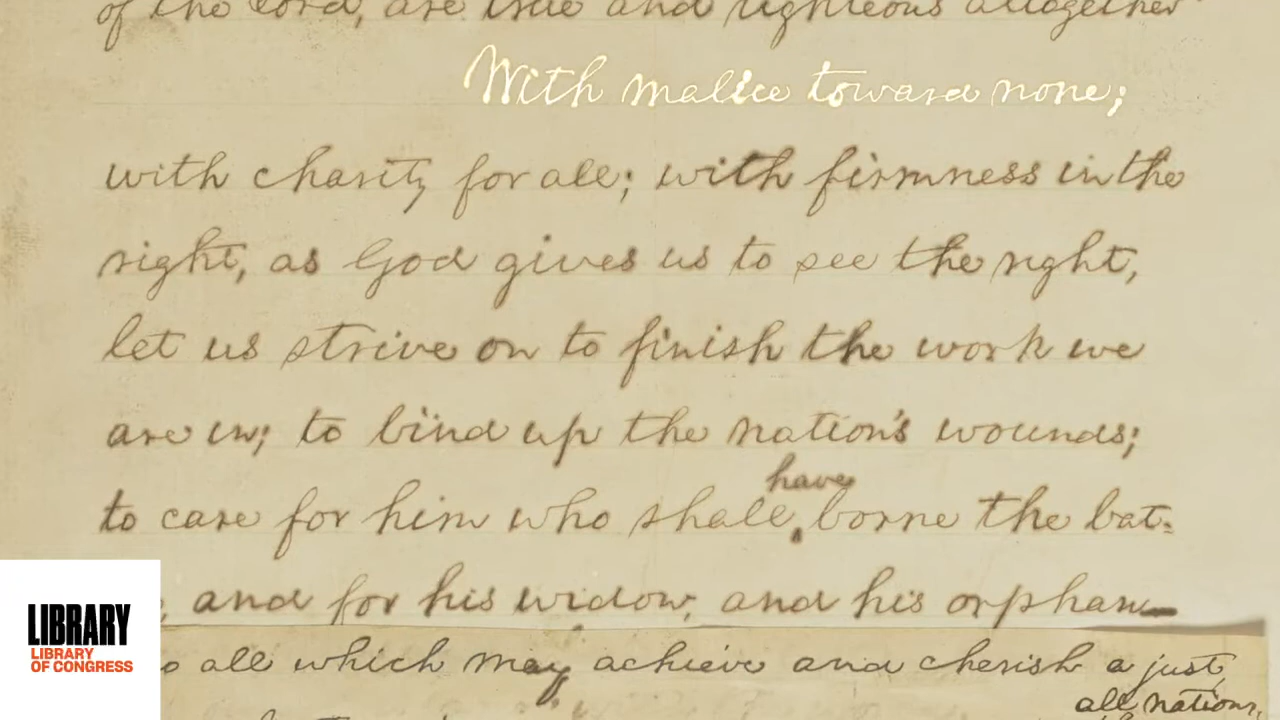 of the Lord, are true and righteous altogether"
With malice toward none;
with charity for all; with firmness in the
right, as God gives us to see the right,
let us strive on to finish the work we
are in; to bind up the nation's wounds;
have
to care for him who shall borne the bat-
, and for his widow, and his orphan—
all which may achieve and cherish a just,
all nations.
LIBRARY
LIBRARY
OF CONGRESS